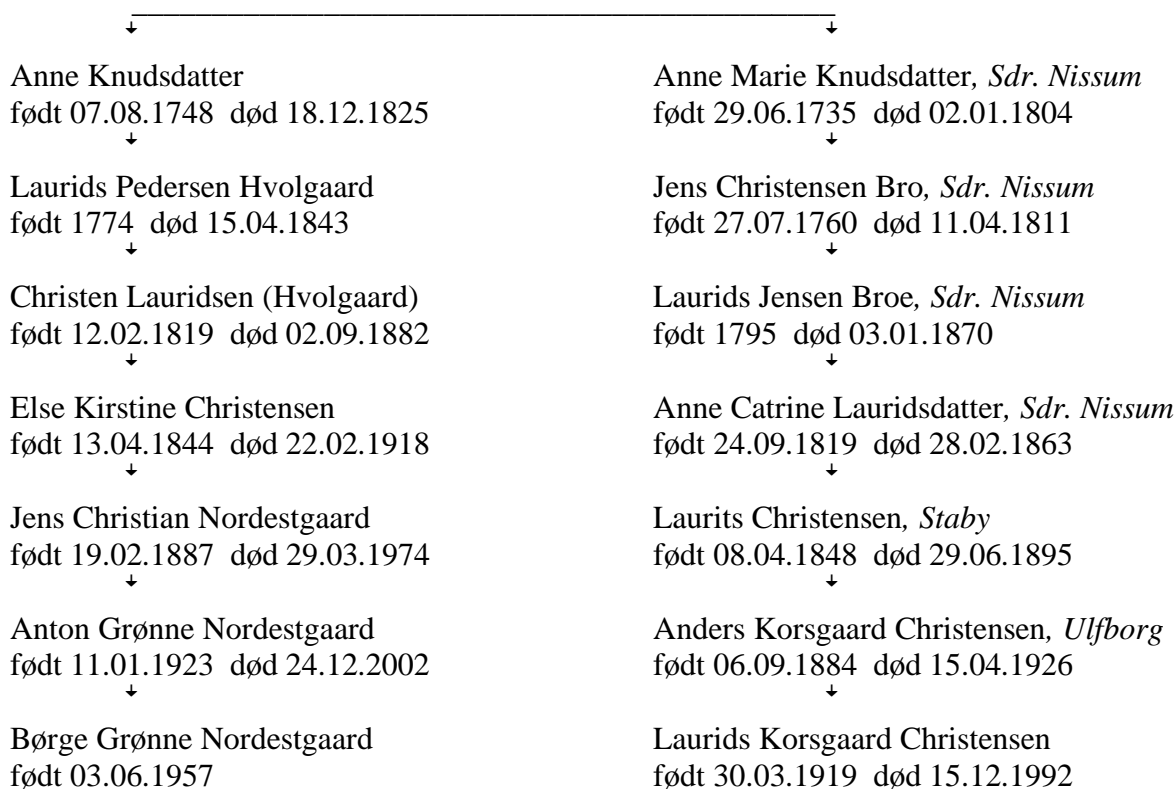 Anne Knudsdatter
født 07.08.1748 død 18.12.1825
Laurids Pedersen Hvolgaard
født 1774 død 15.04.1843
Christen Lauridsen (Hvolgaard)
født 12.02.1819 død 02.09.1882
Else Kirstine Christensen
født 13.04.1844 død 22.02.1918
Jens Christian Nordestgaard
født 19.02.1887 død 29.03.1974
Anton Grønne Nordestgaard
født 11.01.1923 død 24.12.2002
Børge Grønne Nordestgaard
født 03.06.1957
Anne Marie Knudsdatter, Sdr. Nissum
født 29.06.1735 død 02.01.1804
Jens Christensen Bro, Sdr. Nissum
født 27.07.1760 død 11.04.1811
Laurids Jensen Broe, Sdr. Nissum
født 1795 død 03.01.1870
Anne Catrine Lauridsdatter, Sdr. Nissum
født 24.09.1819 død 28.02.1863
Laurits Christensen, Staby
født 08.04.1848 død 29.06.1895
Anders Korsgaard Christensen, Ulfborg
født 06.09.1884 død 15.04.1926
Laurids Korsgaard Christensen
født 30.03.1919 død 15.12.1992